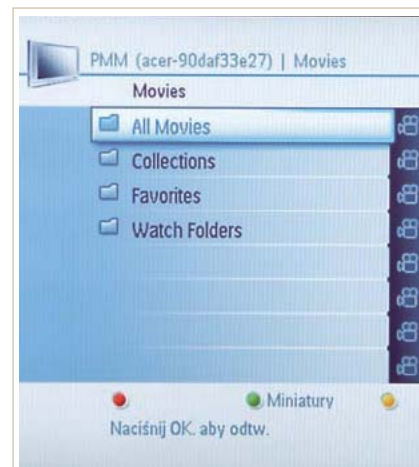 PMM (acer-90daf33e27) | Movies
Movies
All Movies
Collections
Favorites
Watch Folders
Miniatury
Naciśnij OK. aby odtw.